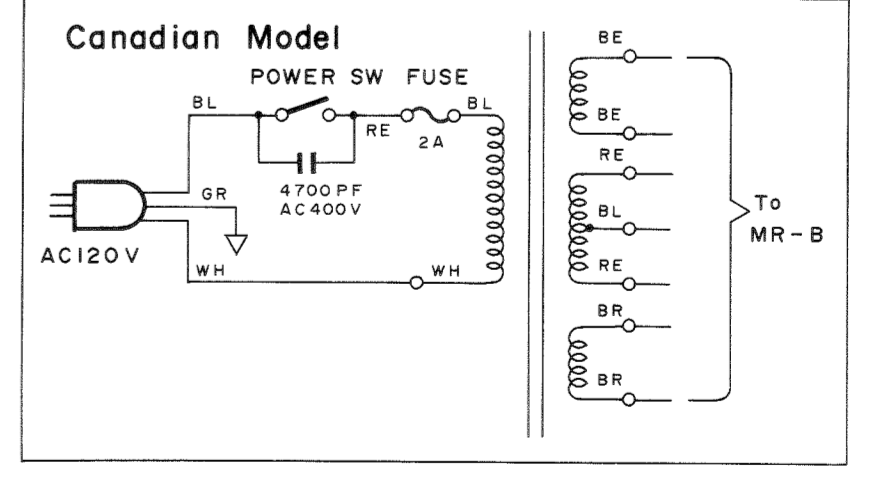 Canadian Model
POWER SW FUSE
BL
RE
2A
BL
4700PF
AC400V
GR
AC120V
WH
WH
BE
BE
RE
BL
RE
BR
BR
To
MR-B